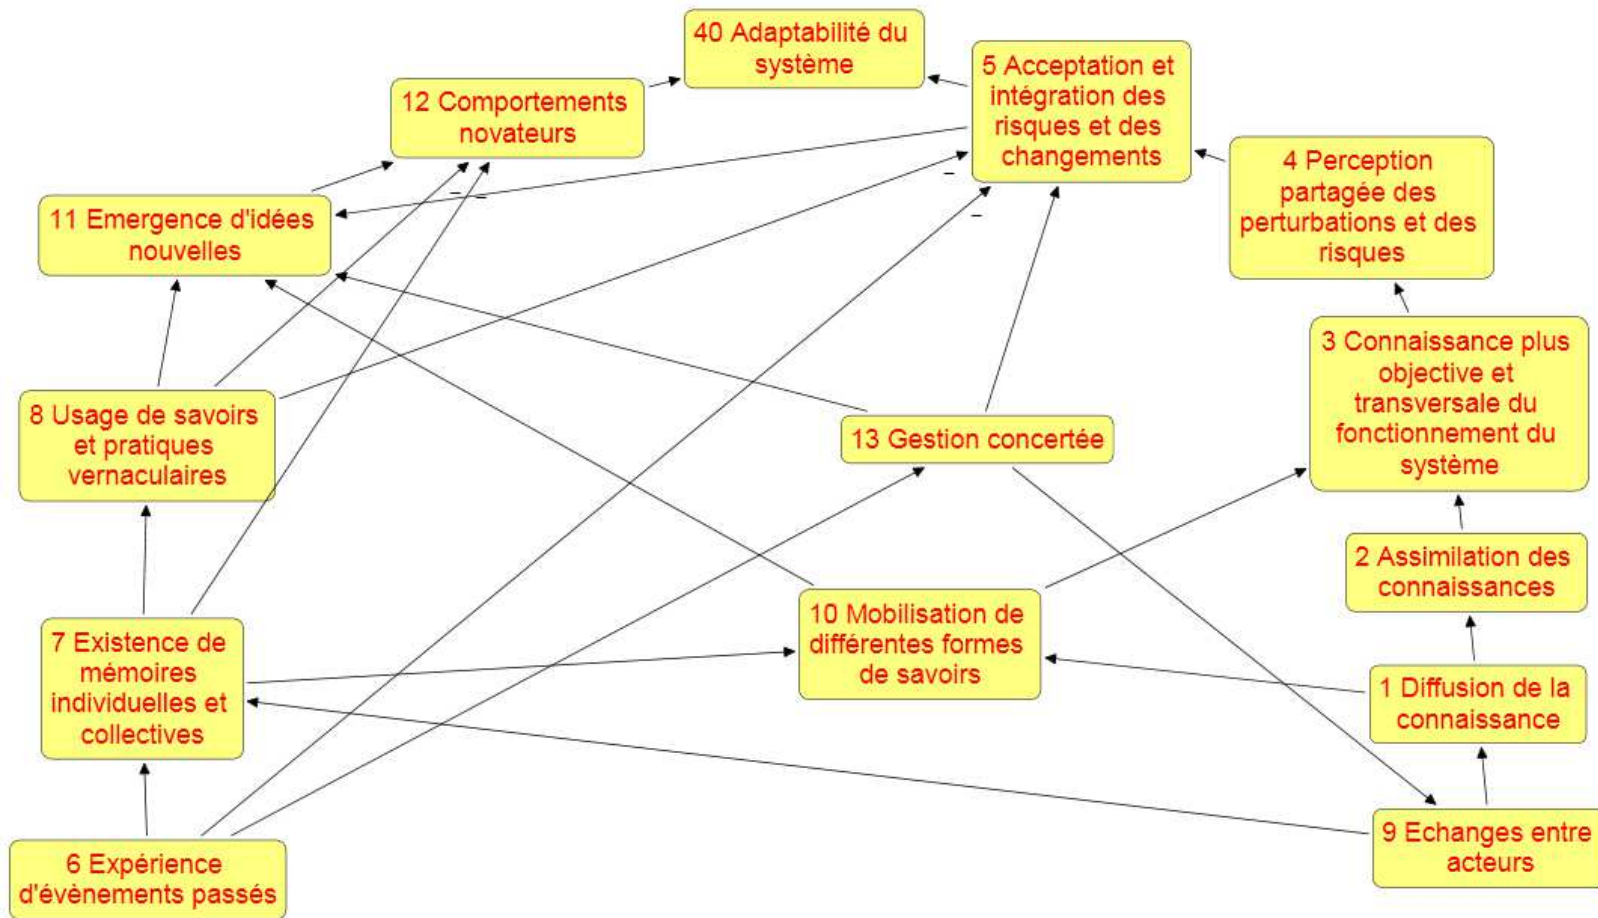 40 Adaptabilité du
système
5 Acceptation et
intégration des
risques et des
changements
12 Comportements
novateurs
4 Perception
partagée des
perturbations et des
risques
11 Emergence d'idées
nouvelles
–
–
–
–
3 Connaissance plus
objective et
transversale du
fonctionnement du
système
8 Usage de savoirs
et pratiques
vernaculaires
13 Gestion concertée
2 Assimilation des
connaissances
10 Mobilisation de
différentes formes
de savoirs
7 Existence de
mémoires
individuelles et
collectives
1 Diffusion de la
connaissance
9 Echanges entre
acteurs
6 Expérience
d'évènements passés